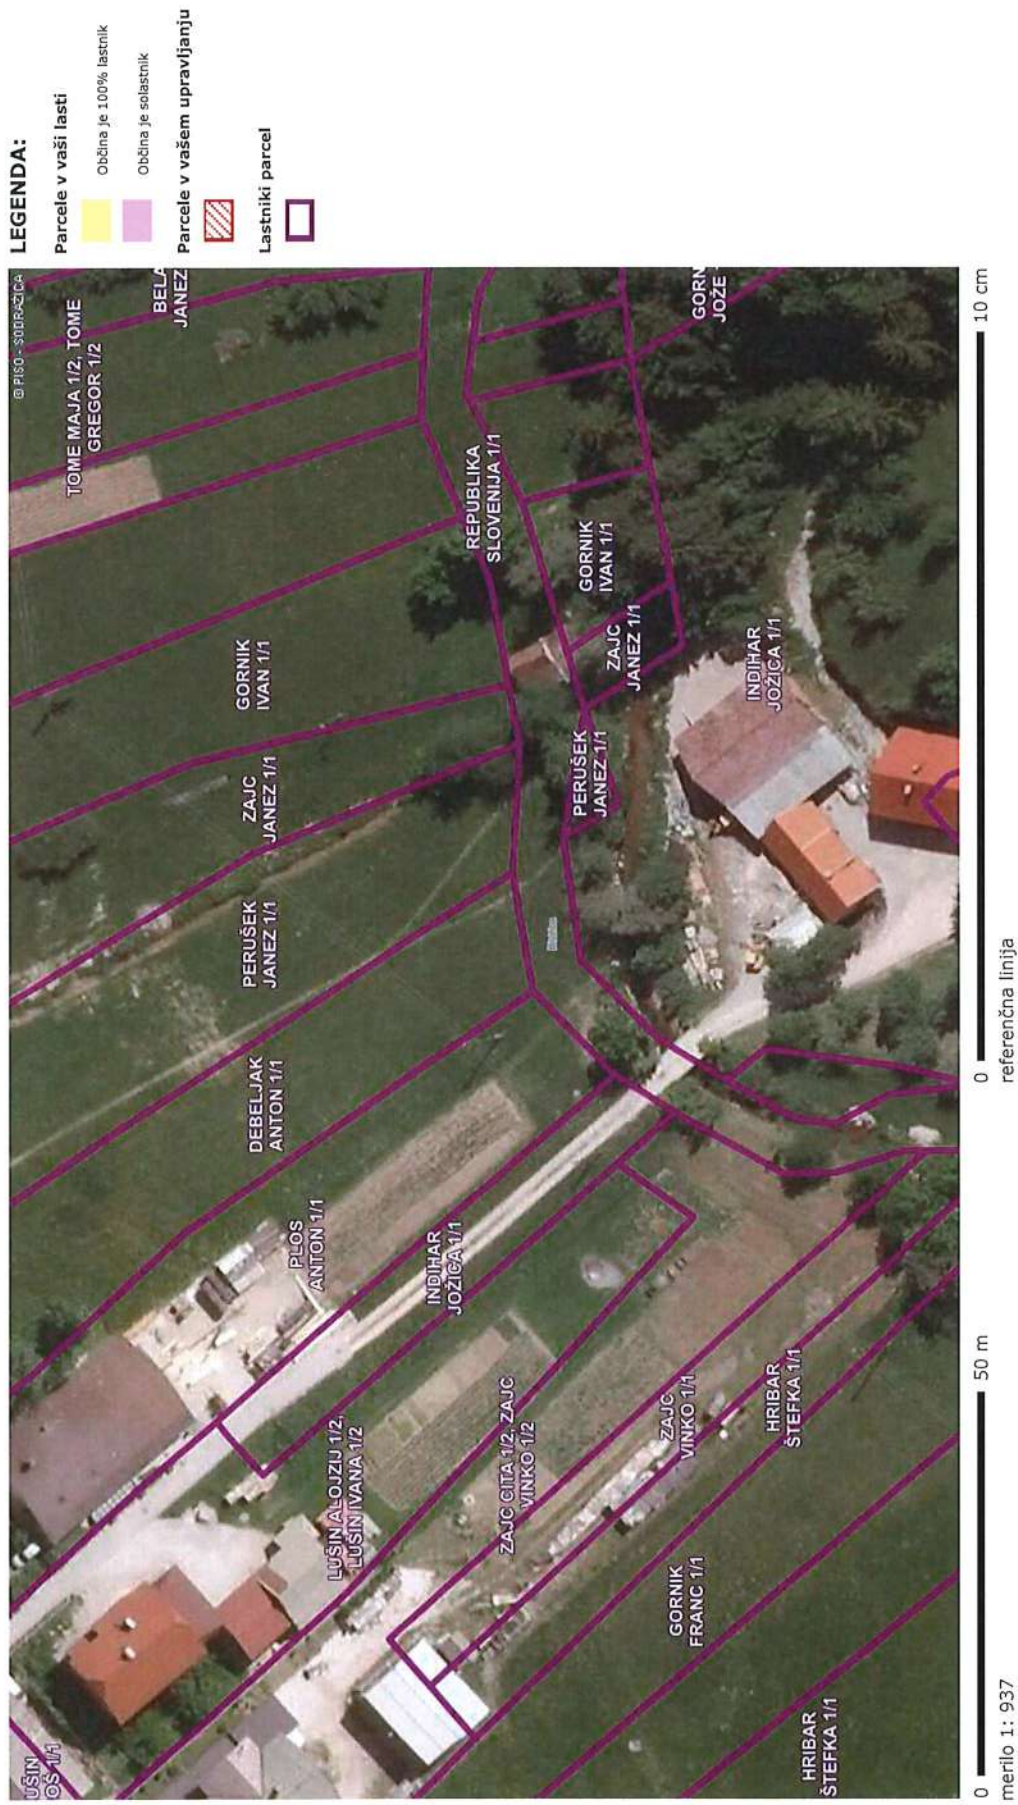 LEGENDA:
Parcele v vaši lasti
Občina je 100% lastnik
Občina je solastnik
Parcele v vašem upravljanju
Lastniki parcel
© PISO - SODRAŽICA
UŠIN
OŠ 1/1
LUŠIN ALOJZIJ 1/2,
LUŠIN IVANA 1/2
PLOS
ANTON 1/1
DEBELJAK
ANTON 1/1
PERUŠEK
JANEZ 1/1
ZAJC
JANEZ 1/1
GORNIK
IVAN 1/1
TOME MAJA 1/2, TOME
GREGOR 1/2
BELA
JANEZ
INDIHAR
JOŽICA 1/1
REPUBLIKA
SLOVENIJA 1/1
ZAJC CITA 1/2, ZAJC
VINKO 1/2
PERUŠEK
JANEZ 1/1
ZAJC
JANEZ 1/1
GORNIK
IVAN 1/1
GORN
JOŽE
GORNIK
FRANC 1/1
ZAJC
VINKO 1/1
HRIBAR
ŠTEFKA 1/1
INDIHAR
JOŽICA 1/1
HRIBAR
ŠTEFKA 1/1
0 50 m
merilo 1: 937
0 10 cm
referenčna linija